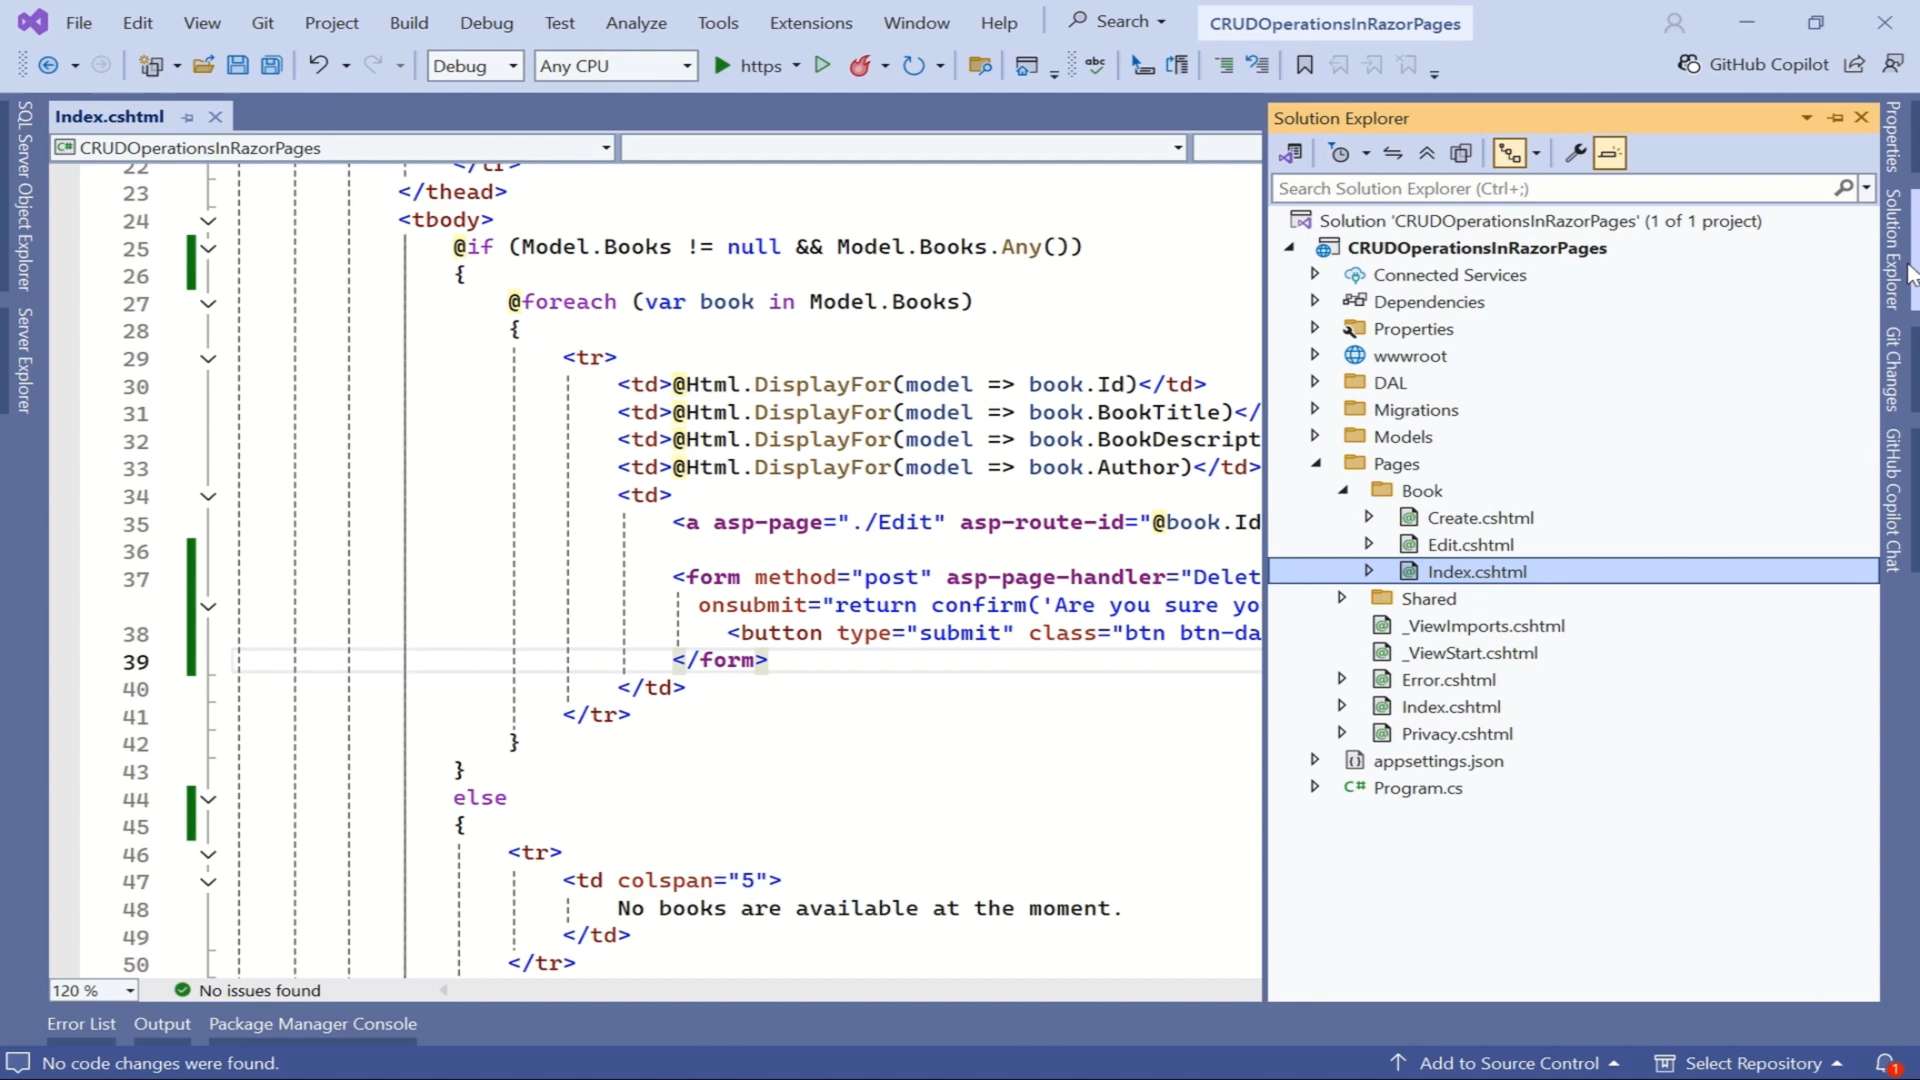 File Edit View Git Project Build Debug Test Analyze Tools Extensions Window Help Search CRUDOperationsInRazorPages
Debug Any CPU https GitHub Copilot
Index.cshtml
CRUDOperationsInRazorPages
SQL Server Object Explorer
Server Explorer
22 </tr>
23 </thead>
24 <tbody>
25 @if (Model.Books != null && Model.Books.Any())
26 {
27 @foreach (var book in Model.Books)
28 {
29 <tr>
30 <td>@Html.DisplayFor(model => book.Id)</td>
31 <td>@Html.DisplayFor(model => book.BookTitle)</
32 <td>@Html.DisplayFor(model => book.BookDescript
33 <td>@Html.DisplayFor(model => book.Author)</td>
34 <td>
35 <a asp-page="./Edit" asp-route-id="@book.Id
36
37 <form method="post" asp-page-handler="Delet
onsubmit="return confirm('Are you sure yo
38 <button type="submit" class="btn btn-da
39 </form>
40 </td>
41 </tr>
42 }
43 }
44 else
45 {
46 <tr>
47 <td colspan="5">
48 No books are available at the moment.
49 </td>
50 </tr>
120 % No issues found
Solution Explorer
Search Solution Explorer (Ctrl+;)
Solution 'CRUDOperationsInRazorPages' (1 of 1 project)
CRUDOperationsInRazorPages
Connected Services
Dependencies
Properties
wwwroot
DAL
Migrations
Models
Pages
Book
Create.cshtml
Edit.cshtml
Index.cshtml
Shared
_ViewImports.cshtml
_ViewStart.cshtml
Error.cshtml
Index.cshtml
Privacy.cshtml
appsettings.json
C# Program.cs
Properties
Solution Explorer
Git Changes
GitHub Copilot Chat
Error List Output Package Manager Console
No code changes were found. Add to Source Control Select Repository 1